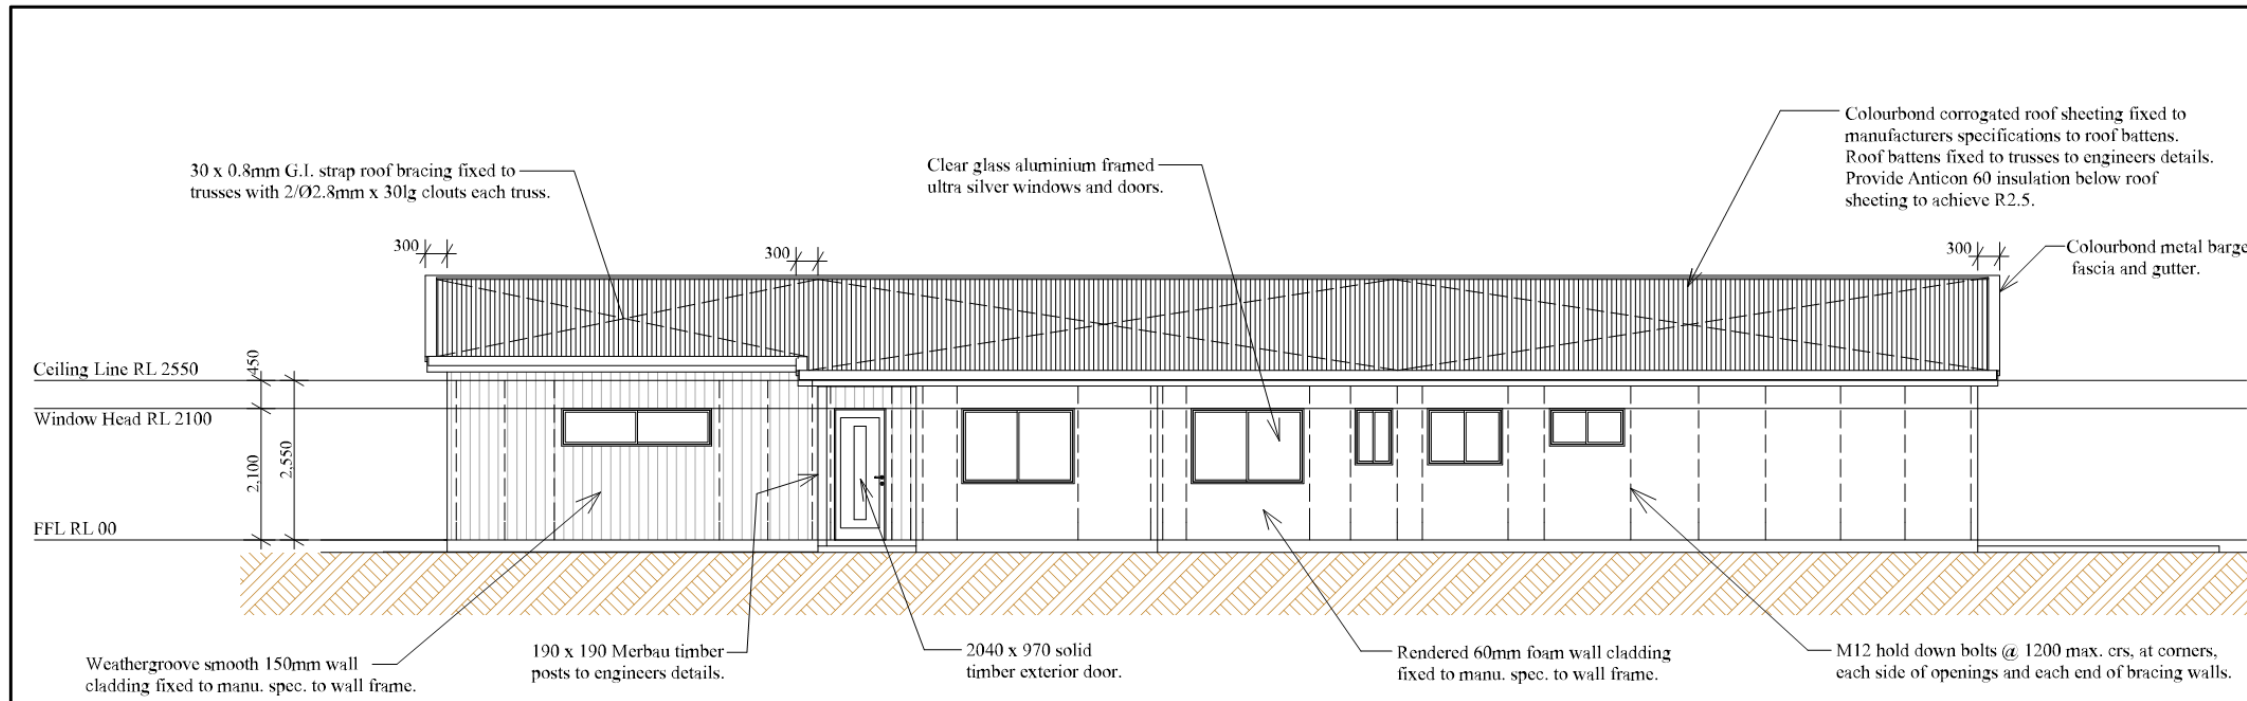 Colourbond corrogated roof sheeting fixed to
manufacturers specifications to roof battens.
Roof battens fixed to trusses to engineers details.
Provide Anticon 60 insulation below roof
sheeting to achieve R2.5.
30 x 0.8mm G.I. strap roof bracing fixed to
trusses with 2/Ø2.8mm x 30lg clouts each truss.
Clear glass aluminium framed
ultra silver windows and doors.
300
300
300
Colourbond metal barge
fascia and gutter.
Ceiling Line RL 2550
450
Window Head RL 2100
2,100
2,550
FFL RL 00
Weathergroove smooth 150mm wall
cladding fixed to manu. spec. to wall frame.
190 x 190 Merbau timber
posts to engineers details.
2040 x 970 solid
timber exterior door.
Rendered 60mm foam wall cladding
fixed to manu. spec. to wall frame.
M12 hold down bolts @ 1200 max. crs, at corners,
each side of openings and each end of bracing walls.